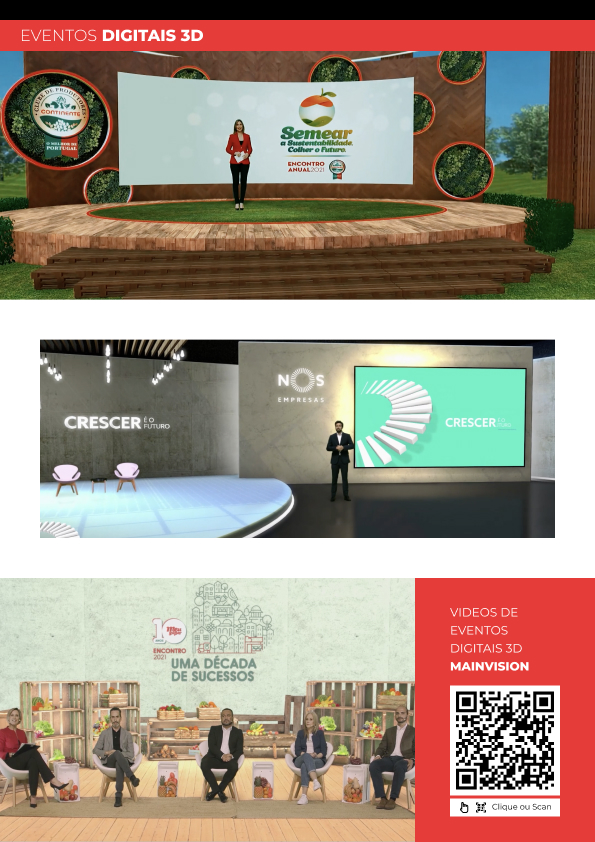 EVENTOS DIGITAIS 3D
CLUBE DE PRODUTORES
CONTINENTE
O MELHOR DE
PORTUGAL
Semear
a Sustentabilidade.
Colher o Futuro.
ENCONTRO
ANUAL 2021
NOS
EMPRESAS
CRESCER É O
FUTURO
CRESCER É O
FUTURO
10
ENCONTRO
2021
UMA DÉCADA
DE SUCESSOS
VIDEOS DE
EVENTOS
DIGITAIS 3D
MAINVISION
Clique ou Scan